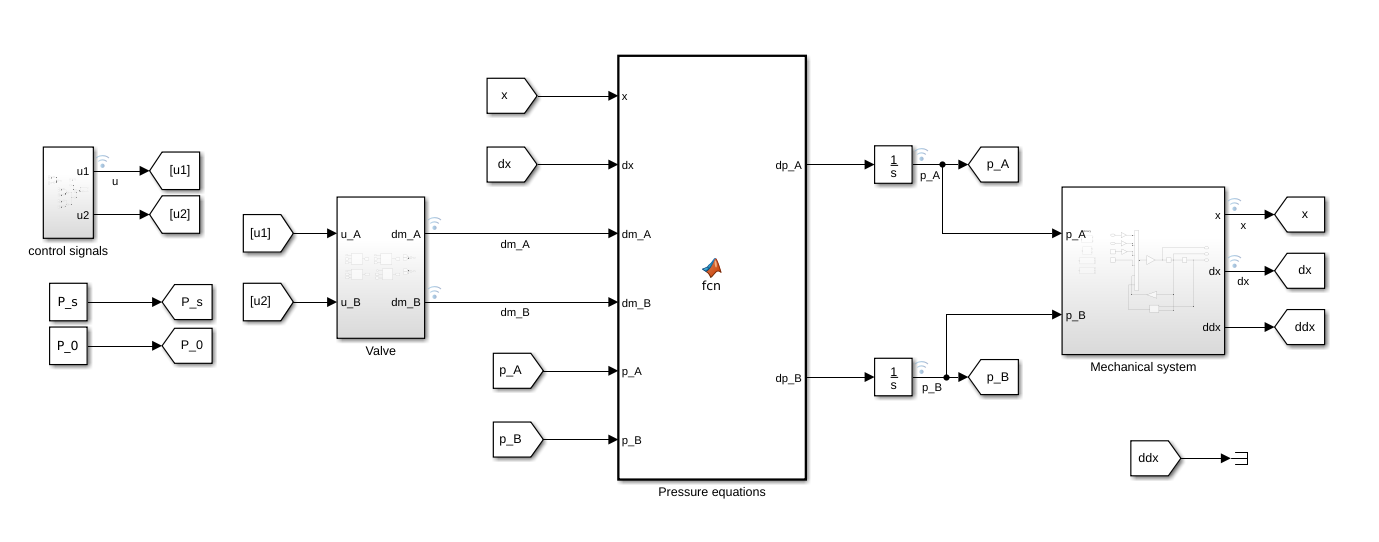 u1
u
[u1]
u2
[u2]
control signals
P_s
P_s
P_0
P_0
[u1]
u_A
dm_A
dm_A
[u2]
u_B
dm_B
dm_B
Valve
x
x
dx
dx
dm_A
dm_B
p_A
p_A
p_B
p_B
fcn
dp_A
dp_B
Pressure equations
1
s
p_A
p_A
1
s
p_B
p_B
p_A
p_B
x
x
x
dx
dx
dx
ddx
ddx
Mechanical system
ddx